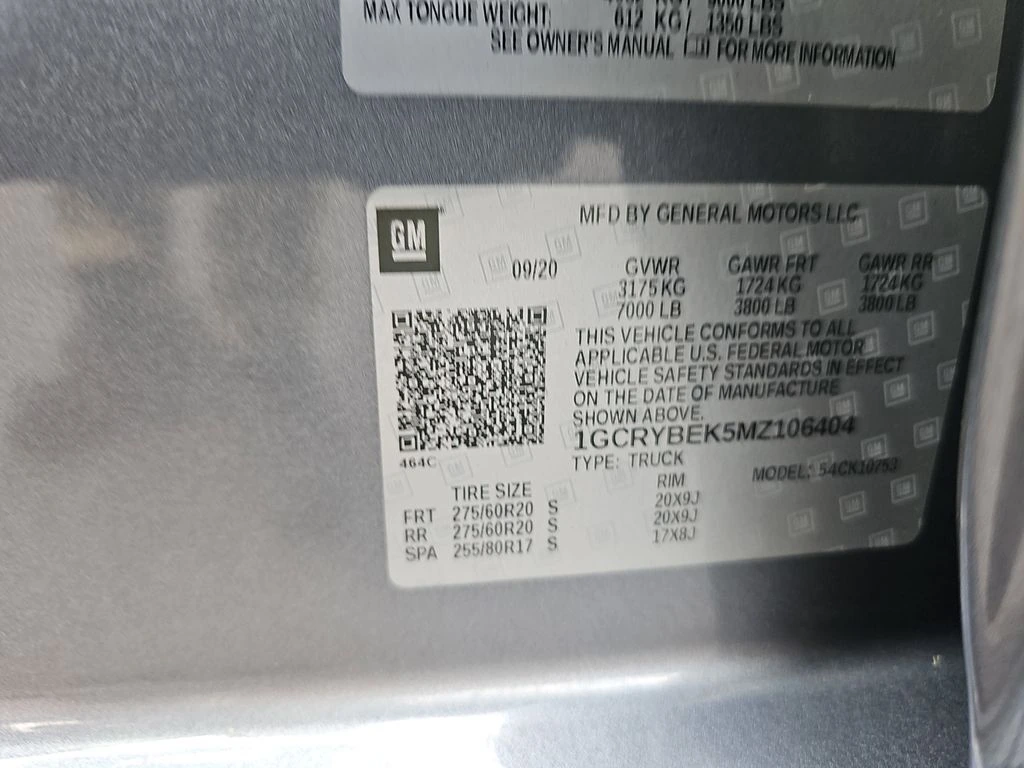 MAX TONGUE WEIGHT: 612 KG / 1350 LBS
SEE OWNER'S MANUAL FOR MORE INFORMATION
GM
MFD BY GENERAL MOTORS LLC
09/20 GVWR GAWR FRT GAWR RR
3175 KG 1724 KG 1724 KG
7000 LB 3800 LB 3800 LB
THIS VEHICLE CONFORMS TO ALL
APPLICABLE U.S. FEDERAL MOTOR
VEHICLE SAFETY STANDARDS IN EFFECT
ON THE DATE OF MANUFACTURE
SHOWN ABOVE.
1GCRYBEK5MZ106404
464C
TYPE: TRUCK MODEL: 54CK10753
TIRE SIZE RIM
FRT 275/60R20 S 20X9J
RR 275/60R20 S 20X9J
SPA 255/80R17 S 17X8J